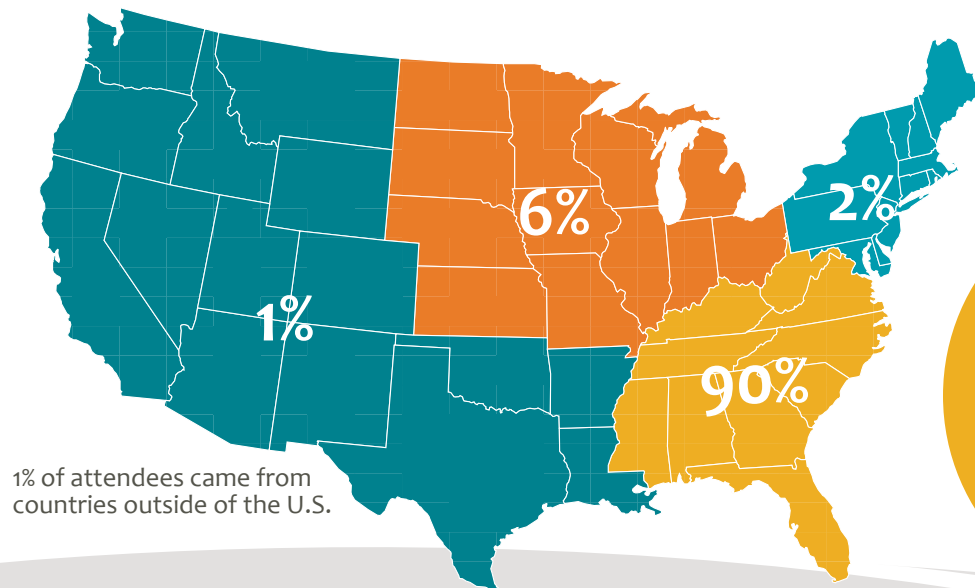 6%
2%
1%
90%
1% of attendees came from
countries outside of the U.S.